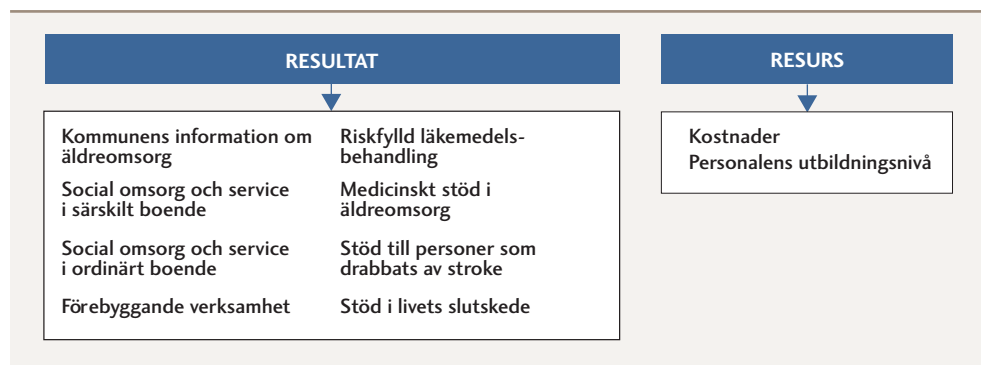 RESULTAT
Kommunens information om
äldreomsorg
Social omsorg och service
i särskilt boende
Social omsorg och service
i ordinärt boende
Förebyggande verksamhet
Riskfylld läkemedels-
behandling
Medicinskt stöd i
äldreomsorg
Stöd till personer som
drabbats av stroke
Stöd i livets slutskede
RESURS
Kostnader
Personalens utbildningsnivå